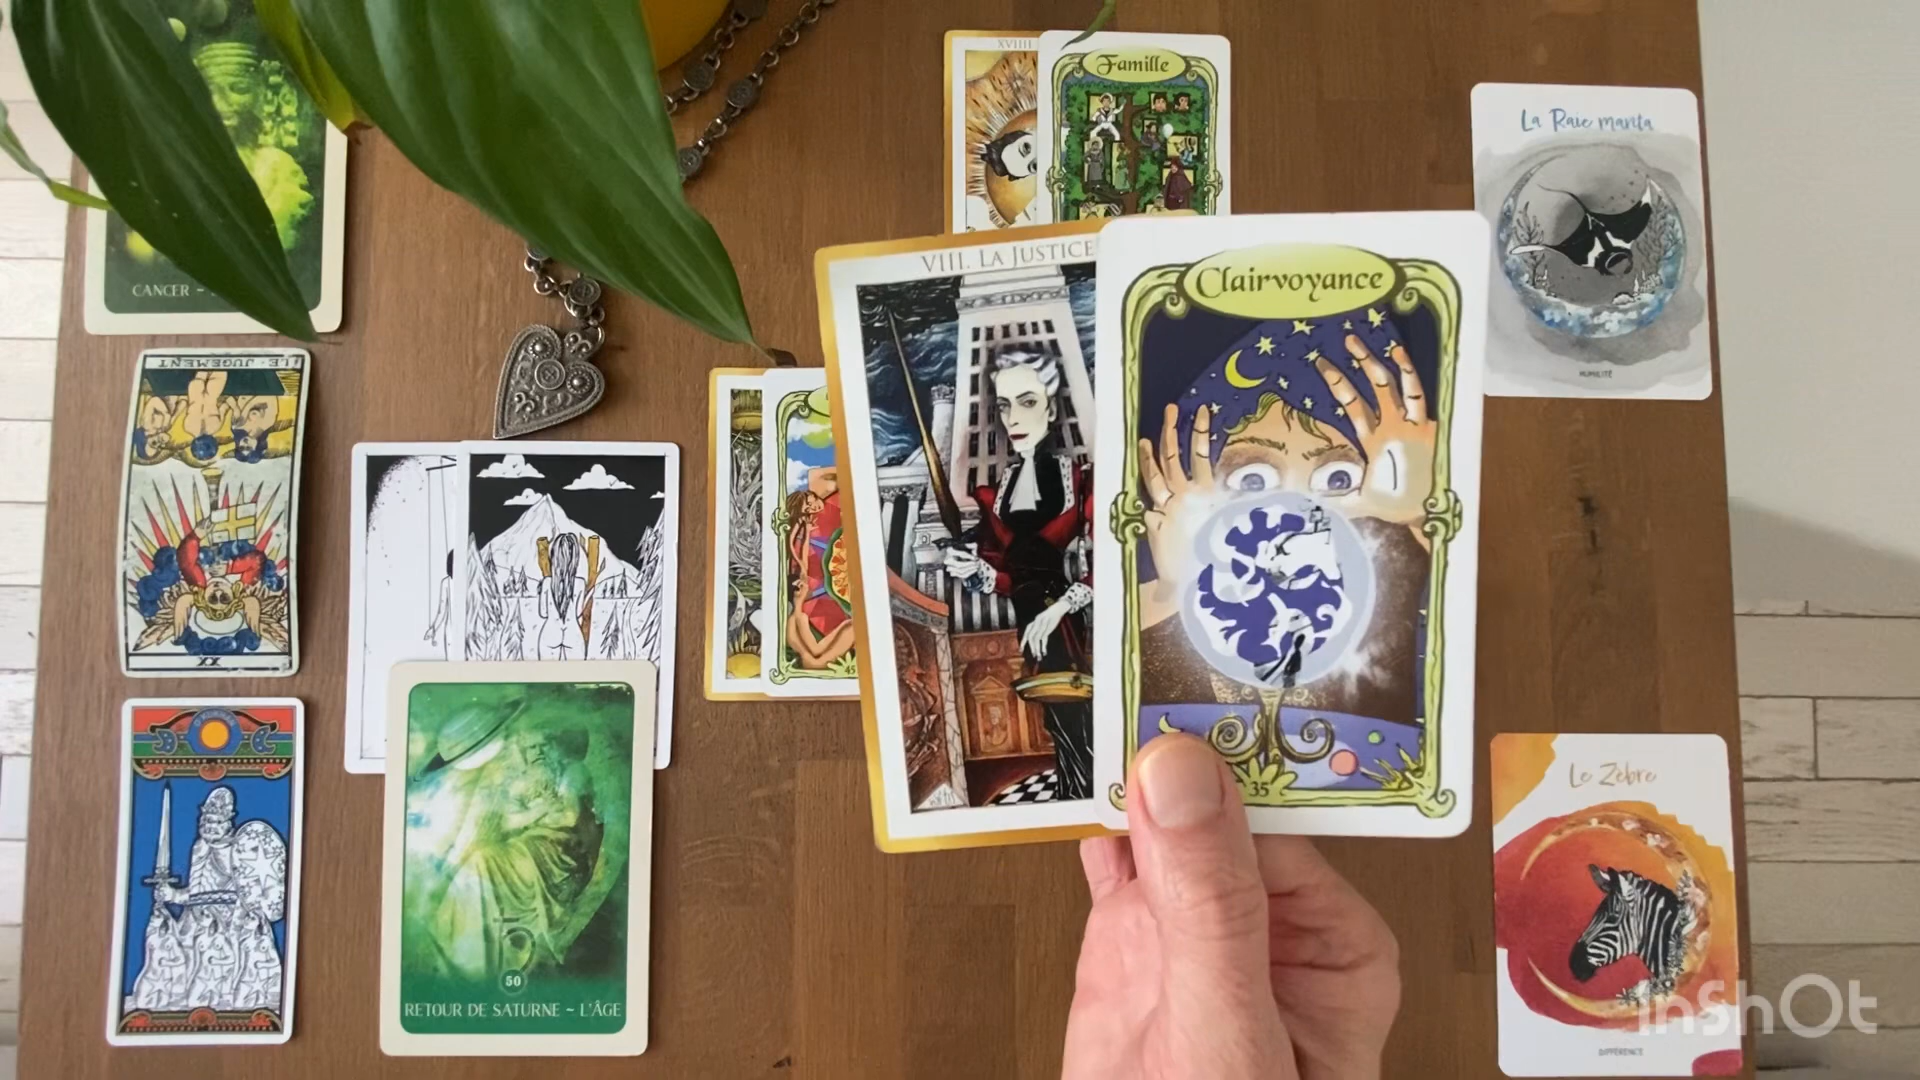 XVIIII
Famille
La Raie manta
HUMILITÉ
VIII. LA JUSTICE
Clairvoyance
35
CANCER ~
LE · JUGEMENT
XX
45
50
RETOUR DE SATURNE ~ L'ÂGE
Le Zèbre
DIFFÉRENCE
InShOt